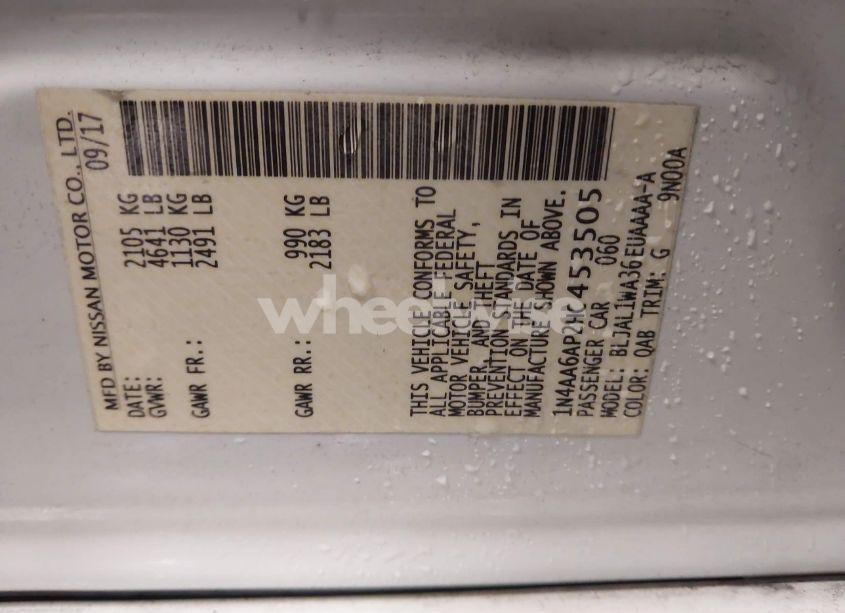 MFD BY NISSAN MOTOR CO., LTD.
DATE: 09/17
GVWR: 2105 KG
4641 LB
GAWR FR.: 1130 KG
2491 LB
GAWR RR.: 990 KG
2183 LB
THIS VEHICLE CONFORMS TO
ALL APPLICABLE FEDERAL
MOTOR VEHICLE SAFETY,
BUMPER, AND THEFT
PREVENTION STANDARDS IN
EFFECT ON THE DATE OF
MANUFACTURE SHOWN ABOVE.
1N4AA6AP2HC453505
PASSENGER CAR 060
MODEL: BLJAL1WA36EUAAAA-A
COLOR: QAB TRIM: G 9N00A